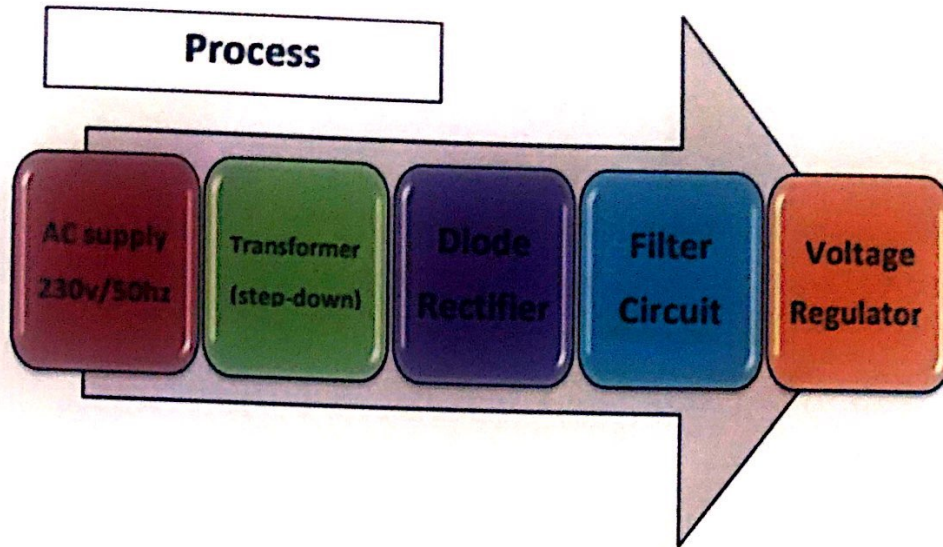 Process
AC supply
230v/50hz
Transformer
(step-down)
Diode
Rectifier
Filter
Circuit
Voltage
Regulator